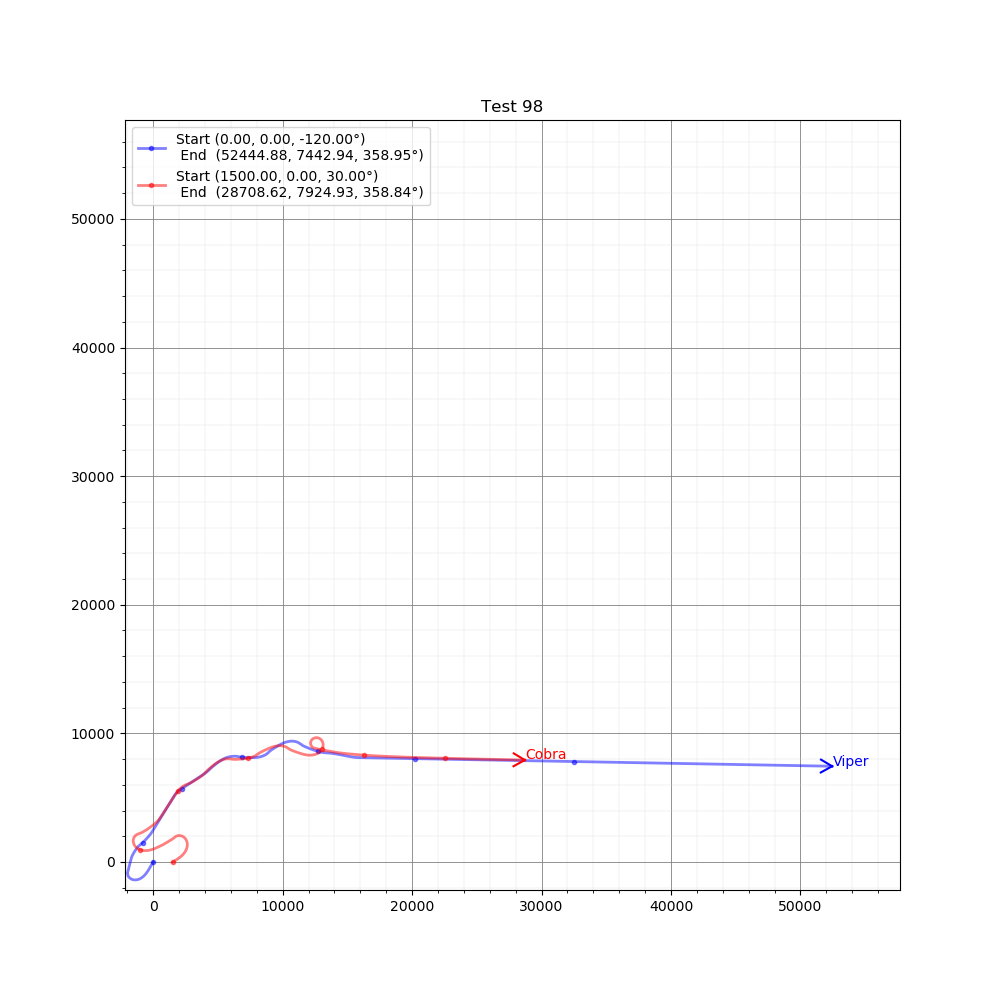 Test 98
Start (0.00, 0.00, -120.00°)
End  (52444.88, 7442.94, 358.95°)
Start (1500.00, 0.00, 30.00°)
End  (28708.62, 7924.93, 358.84°)
50000
40000
30000
20000
10000
0
Cobra
Viper
0
10000
20000
30000
40000
50000